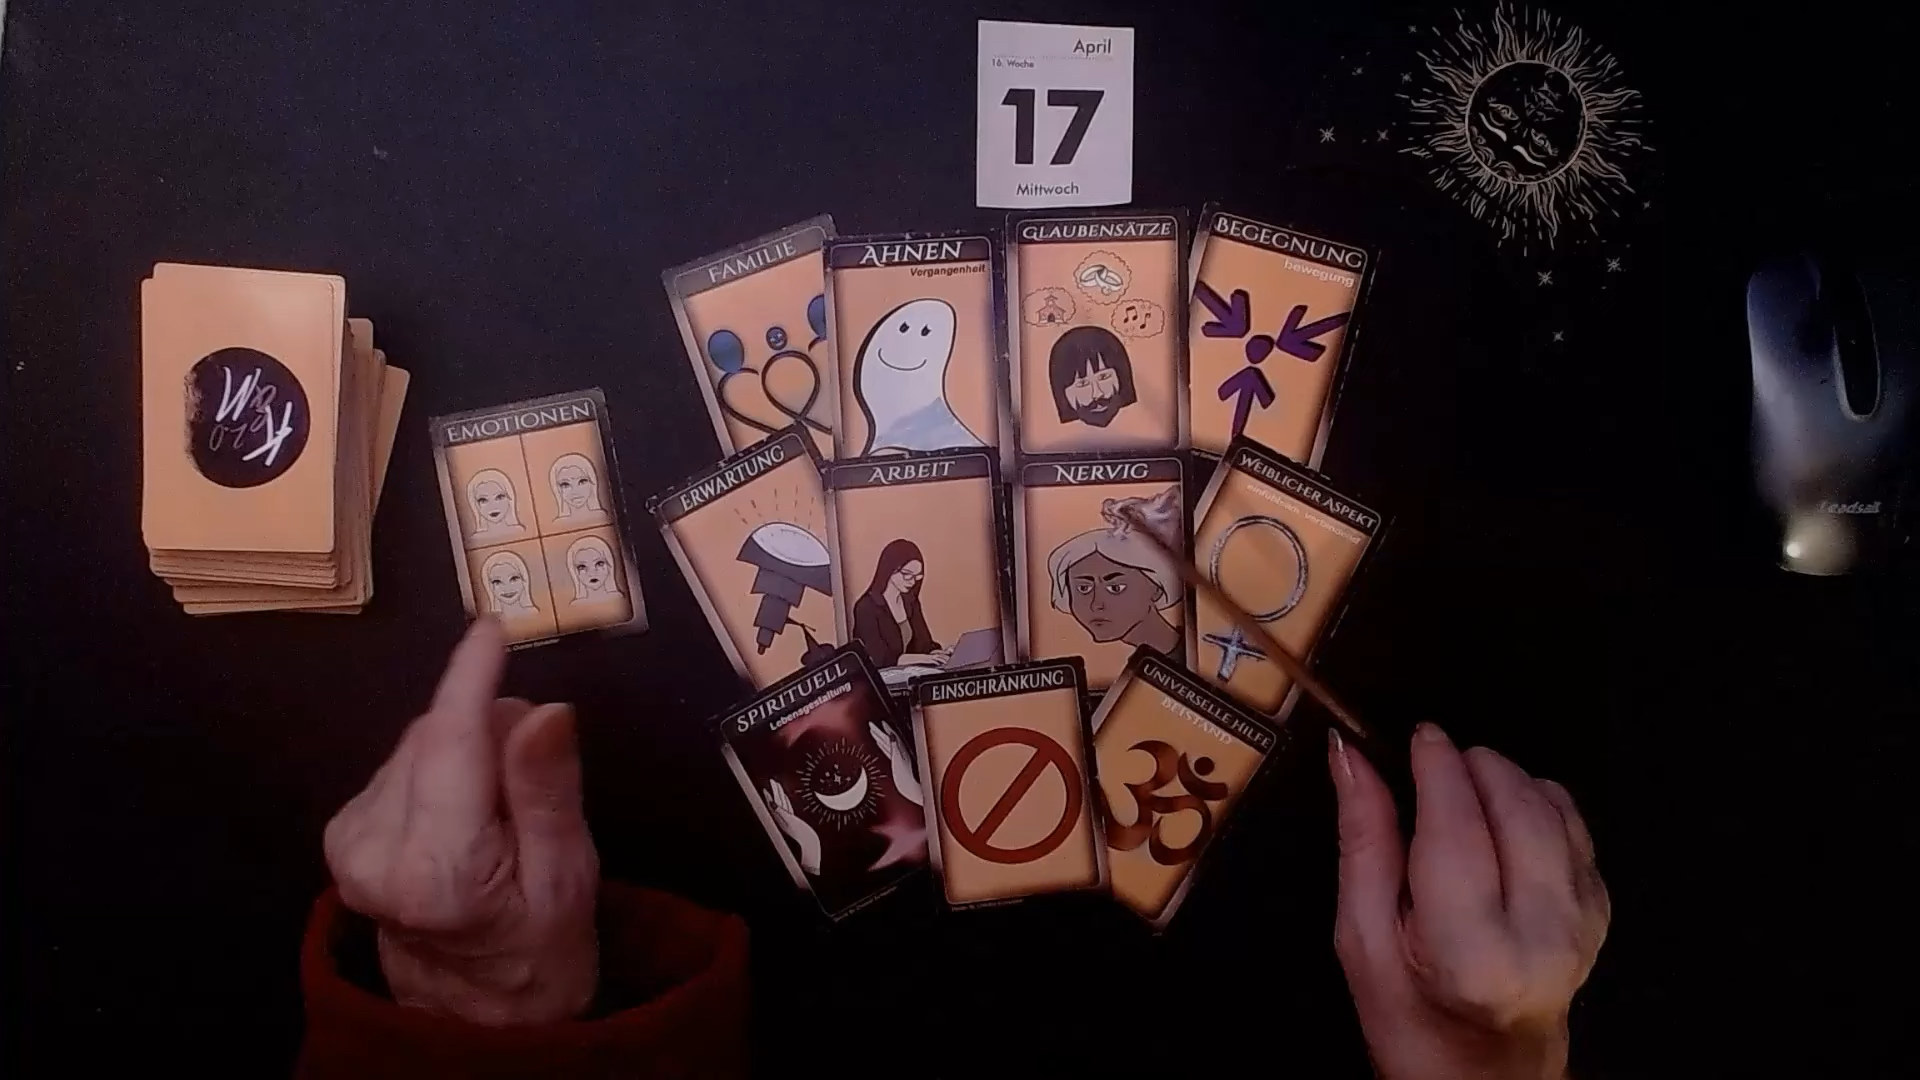 April
16. Woche
17
Mittwoch
FAMILIE
AHNEN
Vergangenheit
GLAUBENSÄTZE
BEGEGNUNG
bewegung
EMOTIONEN
ERWARTUNG
ARBEIT
NERVIG
WEIBLICHER ASPEKT
SPIRITUELL
Lebensgestaltung
EINSCHRÄNKUNG
UNIVERSELLE HILFE
BEISTAND